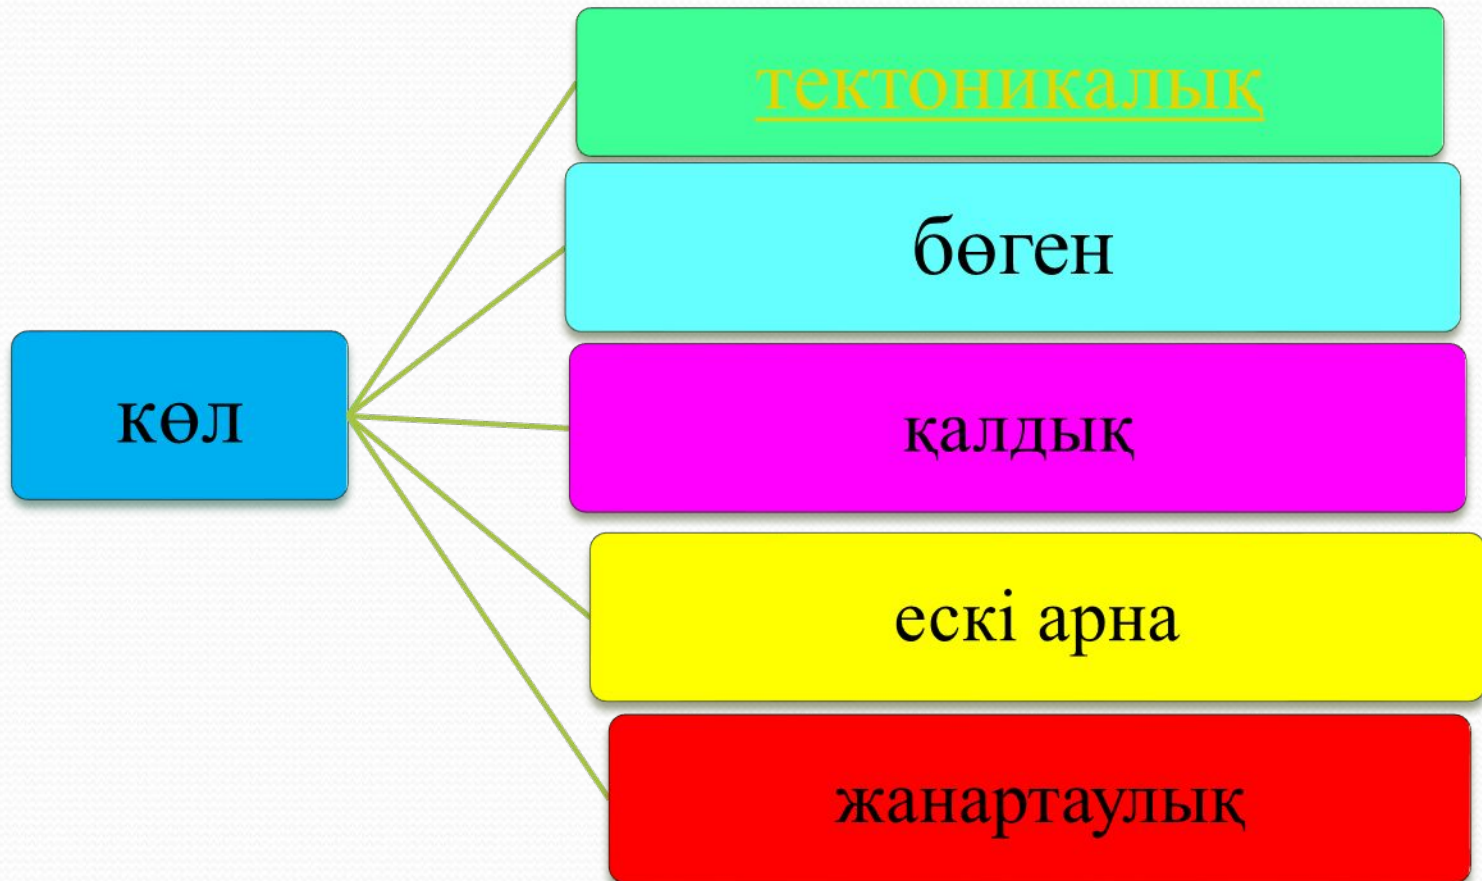 тектоникалық
бөген
көл
қалдық
ескі арна
жанартаулық